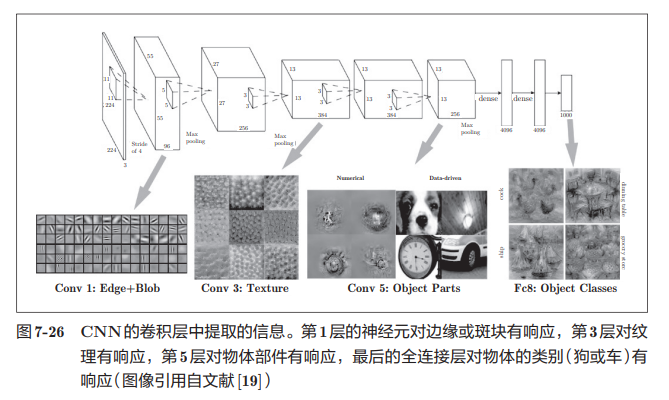 55
27
13
13
13
11
11
224
5
5
55
27
3
3
13
3
3
13
3
3
13
dense
dense
224
3
Stride
of 4
96
Max
pooling
256
Max
pooling
384
384
256
Max
pooling
4096
4096
1000
Numerical
Data-driven
cock
ship
dining table
grocery store
Conv 1: Edge+Blob
Conv 3: Texture
Conv 5: Object Parts
Fc8: Object Classes
图7-26 CNN的卷积层中提取的信息。第1层的神经元对边缘或斑块有响应，第3层对纹
理有响应，第5层对物体部件有响应，最后的全连接层对物体的类别（狗或车）有
响应（图像引用自文献[19]）